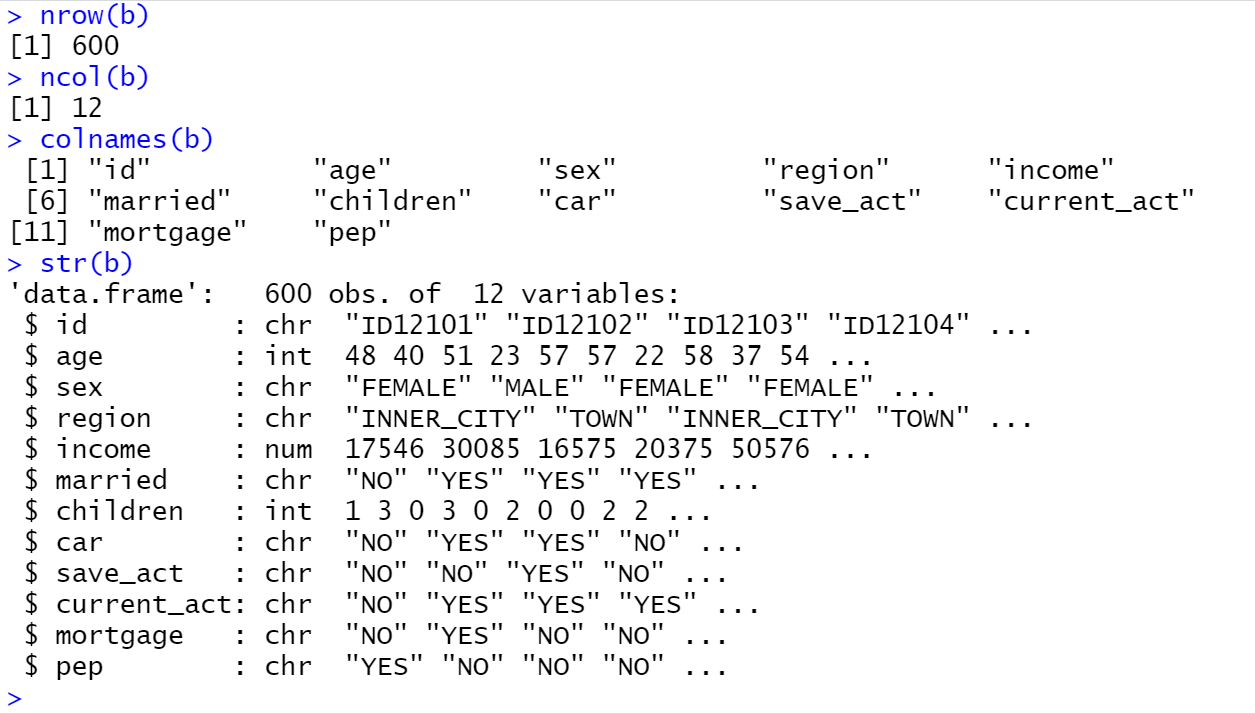 > nrow(b)
[1] 600
> ncol(b)
[1] 12
> colnames(b)
 [1] "id"          "age"         "sex"         "region"      "income"
 [6] "married"     "children"    "car"         "save_act"    "current_act"
[11] "mortgage"    "pep"
> str(b)
'data.frame':   600 obs. of  12 variables:
 $ id         : chr  "ID12101" "ID12102" "ID12103" "ID12104" ...
 $ age        : int  48 40 51 23 57 57 22 58 37 54 ...
 $ sex        : chr  "FEMALE" "MALE" "FEMALE" "FEMALE" ...
 $ region     : chr  "INNER_CITY" "TOWN" "INNER_CITY" "TOWN" ...
 $ income     : num  17546 30085 16575 20375 50576 ...
 $ married    : chr  "NO" "YES" "YES" "YES" ...
 $ children   : int  1 3 0 3 0 2 0 0 2 2 ...
 $ car        : chr  "NO" "YES" "YES" "NO" ...
 $ save_act   : chr  "NO" "NO" "YES" "NO" ...
 $ current_act: chr  "NO" "YES" "YES" "YES" ...
 $ mortgage   : chr  "NO" "YES" "NO" "NO" ...
 $ pep        : chr  "YES" "NO" "NO" "NO" ...
>